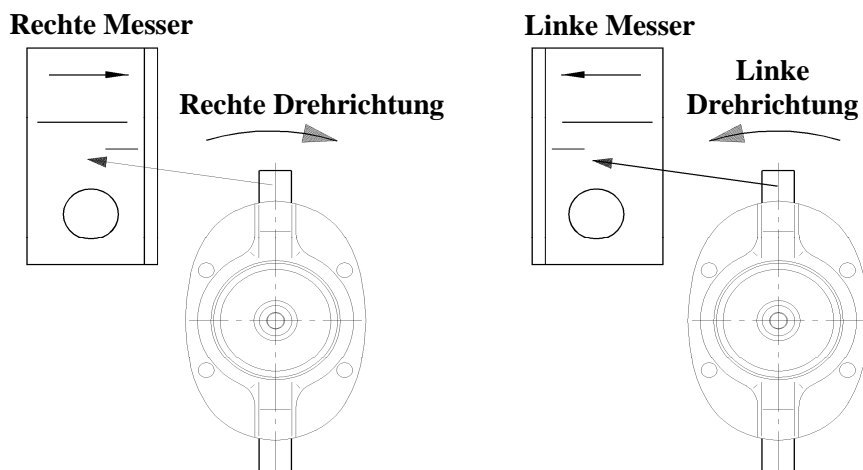 Rechte Messer
Rechte Drehrichtung
Linke Messer
Linke
Drehrichtung